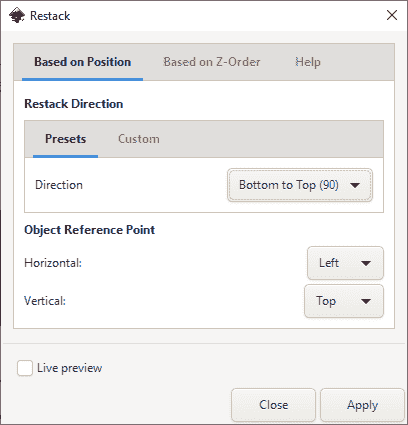 Restack
Based on Position Based on Z-Order Help
Restack Direction
Presets Custom
Direction Bottom to Top (90)
Object Reference Point
Horizontal: Left
Vertical: Top
Live preview
Close Apply